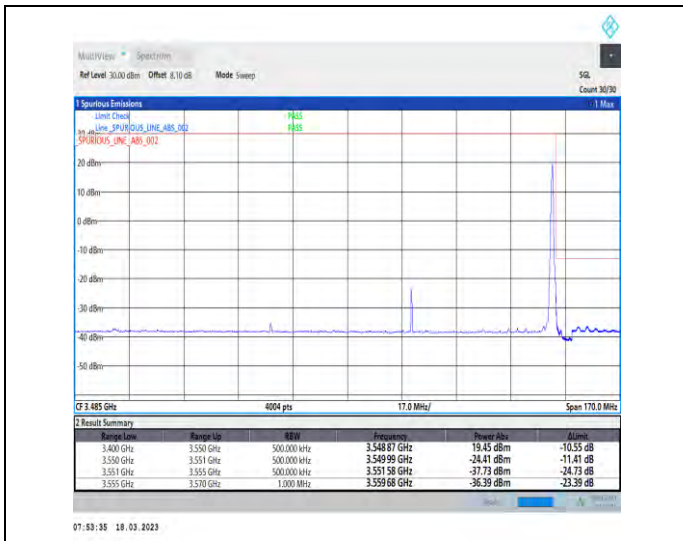 MultiView Spectrum
Ref Level 30.00 dBm Offset 8.10 dB Mode Sweep SGL
Count 30/30
1 Spurious Emissions 1 Max
Limit Check PASS
Line _SPURIOUS_LINE_ABS_002 PASS
_SPURIOUS_LINE_ABS_002
20 dBm
10 dBm
0 dBm
-10 dBm
-20 dBm
-30 dBm
-40 dBm
-50 dBm
CF 3.485 GHz 4004 pts 17.0 MHz/ Span 170.0 MHz
2 Result Summary
Range Low Range Up RBW Frequency Power Abs ΔLimit
3.400 GHz 3.550 GHz 500.000 kHz 3.548 87 GHz 19.45 dBm -10.55 dB
3.550 GHz 3.551 GHz 500.000 kHz 3.549 99 GHz -24.41 dBm -11.41 dB
3.551 GHz 3.555 GHz 500.000 kHz 3.551 58 GHz -37.73 dBm -24.73 dB
3.555 GHz 3.570 GHz 1.000 MHz 3.559 68 GHz -36.39 dBm -23.39 dB
07:53:35 18.03.2023